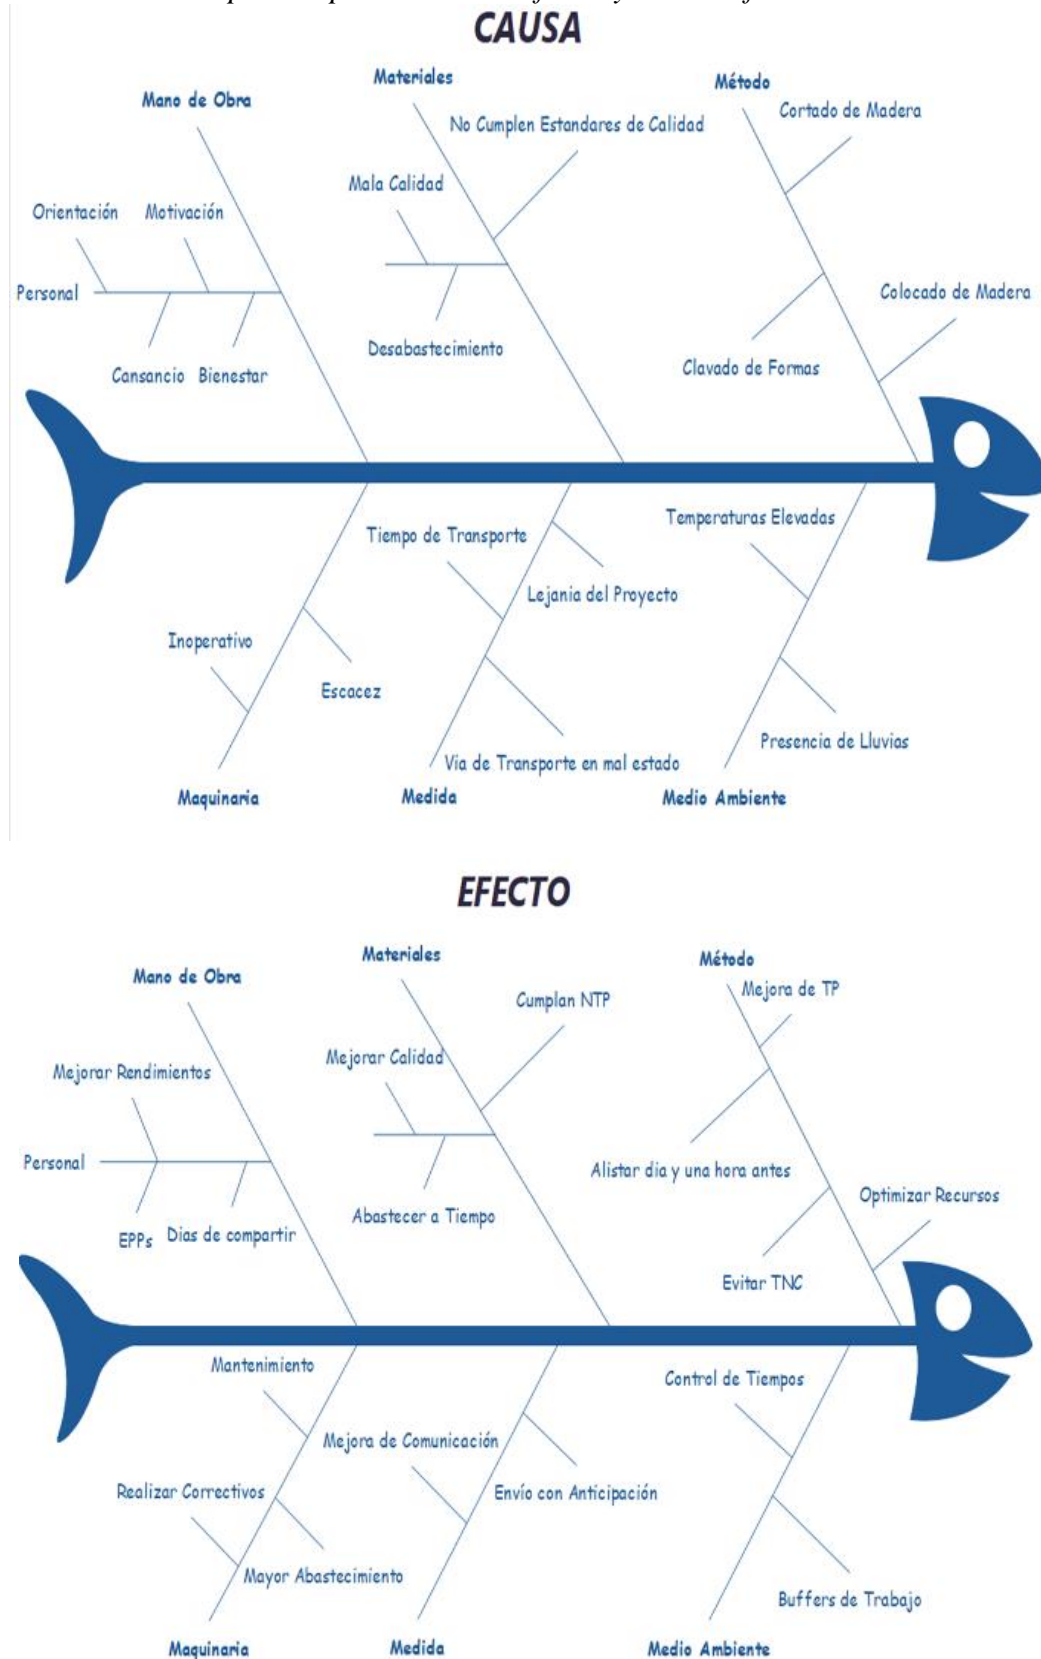 CAUSA
Materiales
Método
Mano de Obra
Cortado de Madera
No Cumplen Estandares de Calidad
Mala Calidad
Orientación
Motivación
Personal
Colocado de Madera
Desabastecimiento
Clavado de Formas
Cansancio
Bienestar
Temperaturas Elevadas
Tiempo de Transporte
Lejania del Proyecto
Inoperativo
Escacez
Presencia de Lluvias
Via de Transporte en mal estado
Maquinaria
Medida
Medio Ambiente
EFECTO
Materiales
Método
Mano de Obra
Mejora de TP
Cumplan NTP
Mejorar Calidad
Mejorar Rendimientos
Personal
Alistar dia y una hora antes
Optimizar Recursos
Abastecer a Tiempo
EPPs
Dias de compartir
Evitar TNC
Mantenimiento
Control de Tiempos
Mejora de Comunicación
Realizar Correctivos
Envío con Anticipación
Mayor Abastecimiento
Buffers de Trabajo
Maquinaria
Medida
Medio Ambiente